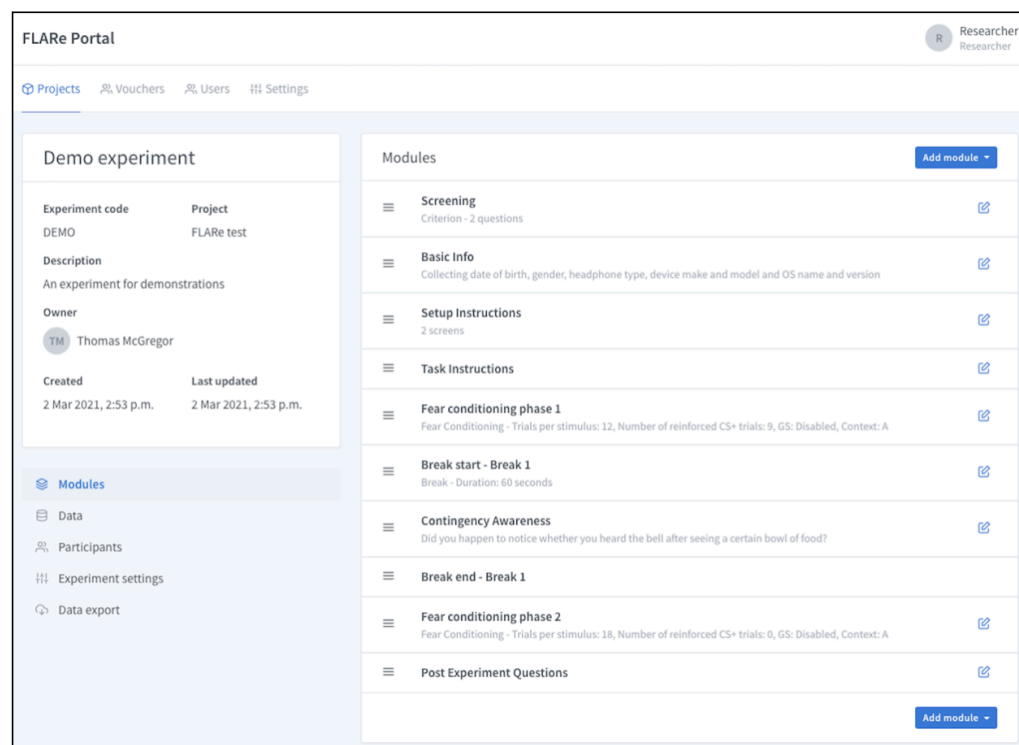 FLARe Portal
R
Researcher
Researcher
Projects Vouchers Users Settings
Demo experiment
Experiment code Project
DEMO FLARe test
Description
An experiment for demonstrations
Owner
TM Thomas McGregor
Created Last updated
2 Mar 2021, 2:53 p.m. 2 Mar 2021, 2:53 p.m.
Modules
Data
Participants
Experiment settings
Data export
Modules Add module
Screening
Criterion - 2 questions
Basic Info
Collecting date of birth, gender, headphone type, device make and model and OS name and version
Setup Instructions
2 screens
Task Instructions
Fear conditioning phase 1
Fear Conditioning - Trials per stimulus: 12, Number of reinforced CS+ trials: 9, GS: Disabled, Context: A
Break start - Break 1
Break - Duration: 60 seconds
Contingency Awareness
Did you happen to notice whether you heard the bell after seeing a certain bowl of food?
Break end - Break 1
Fear conditioning phase 2
Fear Conditioning - Trials per stimulus: 18, Number of reinforced CS+ trials: 0, GS: Disabled, Context: A
Post Experiment Questions
Add module